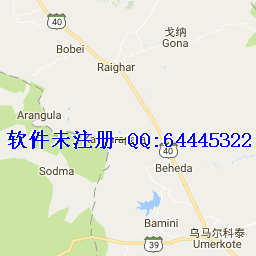 40
戈纳
Gona
Bobei
Raighar
Arangula
软件未注册 QQ:64445322
40
Sodma
Beheda
Bamini
乌马尔科泰
Umerkote
39